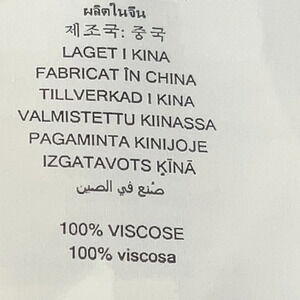 ผลิตในจีน
제조국: 중국
LAGET I KINA
FABRICAT ÎN CHINA
TILLVERKAD I KINA
VALMISTETTU KIINASSA
PAGAMINTA KINIJOJE
IZGATAVOTS ĶĪNĀ
صُنع في الصين
100% VISCOSE
100% viscosa